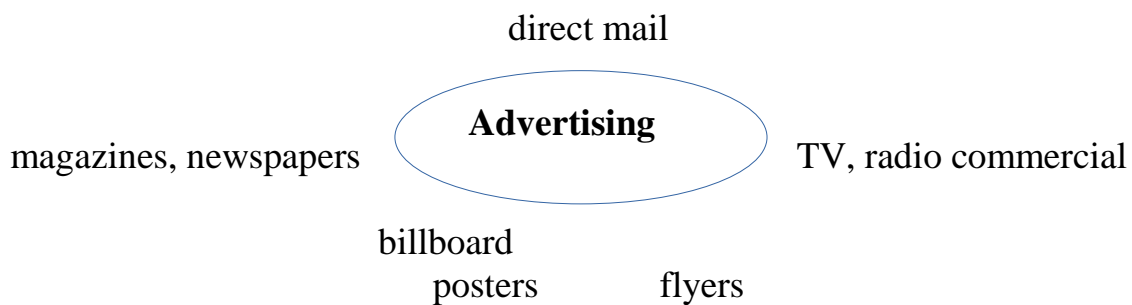 direct mail
Advertising
magazines, newspapers
TV, radio commercial
billboard
posters
flyers